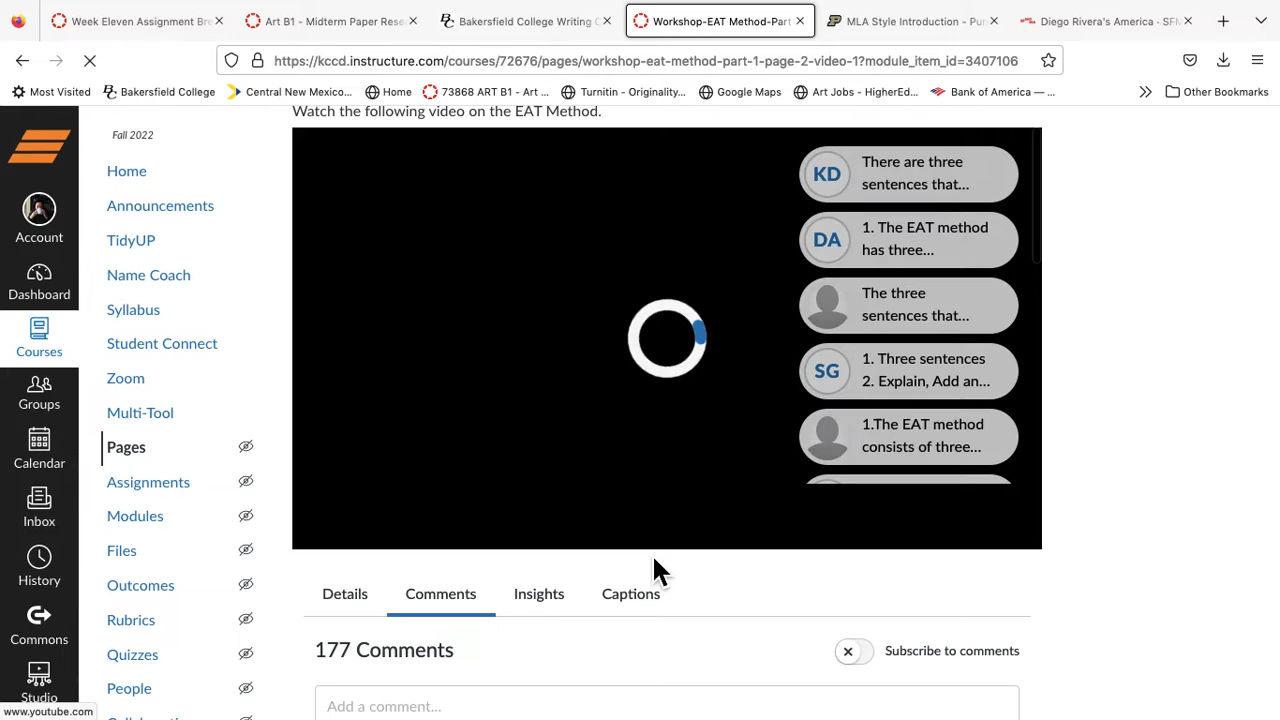 Week Eleven Assignment Br
Art B1 - Midterm Paper Rese
Bakersfield College Writing C
Workshop-EAT Method-Part
MLA Style Introduction - Pur
Diego Rivera's America - SFM
https://kccd.instructure.com/courses/72676/pages/workshop-eat-method-part-1-page-2-video-1?module_item_id=3407106
Most Visited
Bakersfield College
Central New Mexico...
Home
73868 ART B1 - Art ...
Turnitin - Originality...
Google Maps
Art Jobs - HigherEd...
Bank of America — ...
Other Bookmarks
Account
Dashboard
Courses
Groups
Calendar
Inbox
History
Commons
Studio
Fall 2022
Home
Announcements
TidyUP
Name Coach
Syllabus
Student Connect
Zoom
Multi-Tool
Pages
Assignments
Modules
Files
Outcomes
Rubrics
Quizzes
People
Watch the following video on the EAT Method.
KD
There are three
sentences that...
DA
1. The EAT method
has three...
The three
sentences that...
SG
1. Three sentences
2. Explain, Add an...
1.The EAT method
consists of three...
Details
Comments
Insights
Captions
177 Comments
Subscribe to comments
Add a comment...
www.youtube.com